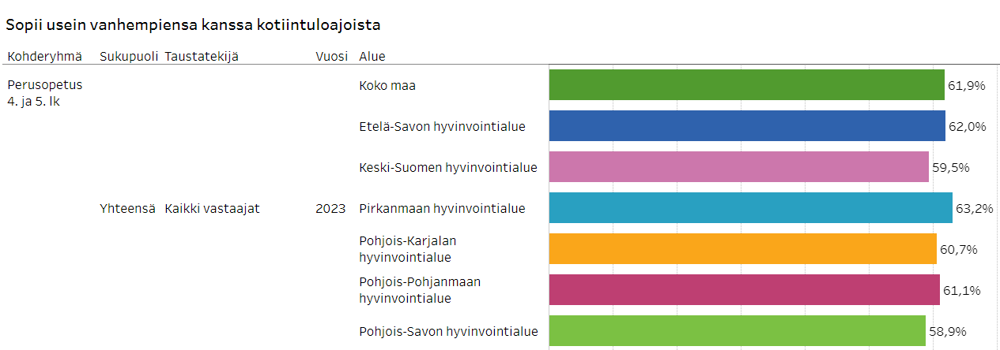 Sopii usein vanhempiensa kanssa kotiintuloajoista
Kohderyhmä Sukupuoli Taustatekijä Vuosi Alue
Perusopetus
4. ja 5. lk
Koko maa 61,9%
Etelä-Savon hyvinvointialue 62,0%
Keski-Suomen hyvinvointialue 59,5%
Yhteensä Kaikki vastaajat 2023 Pirkanmaan hyvinvointialue 63,2%
Pohjois-Karjalan
hyvinvointialue
60,7%
Pohjois-Pohjanmaan
hyvinvointialue
61,1%
Pohjois-Savon hyvinvointialue 58,9%